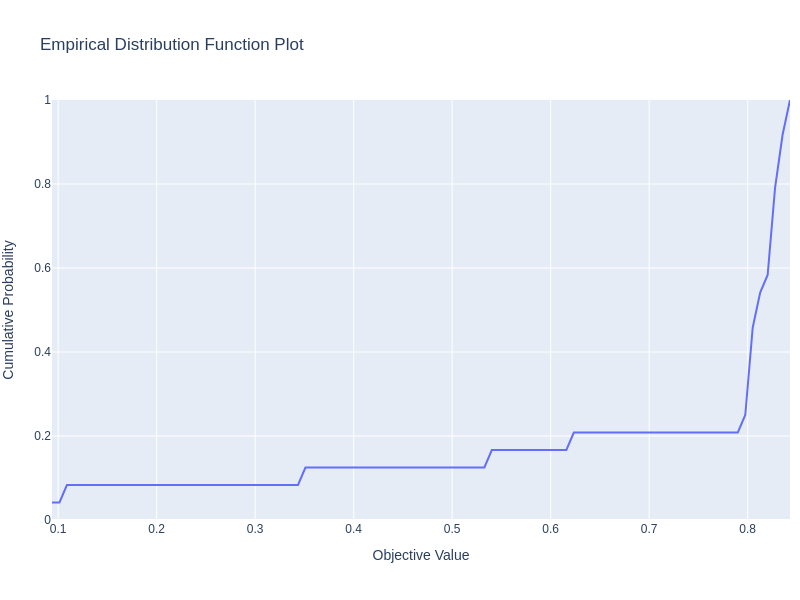 Empirical Distribution Function Plot
1
0.8
0.6
0.4
0.2
0
Cumulative Probability
0.1 0.2 0.3 0.4 0.5 0.6 0.7 0.8
Objective Value